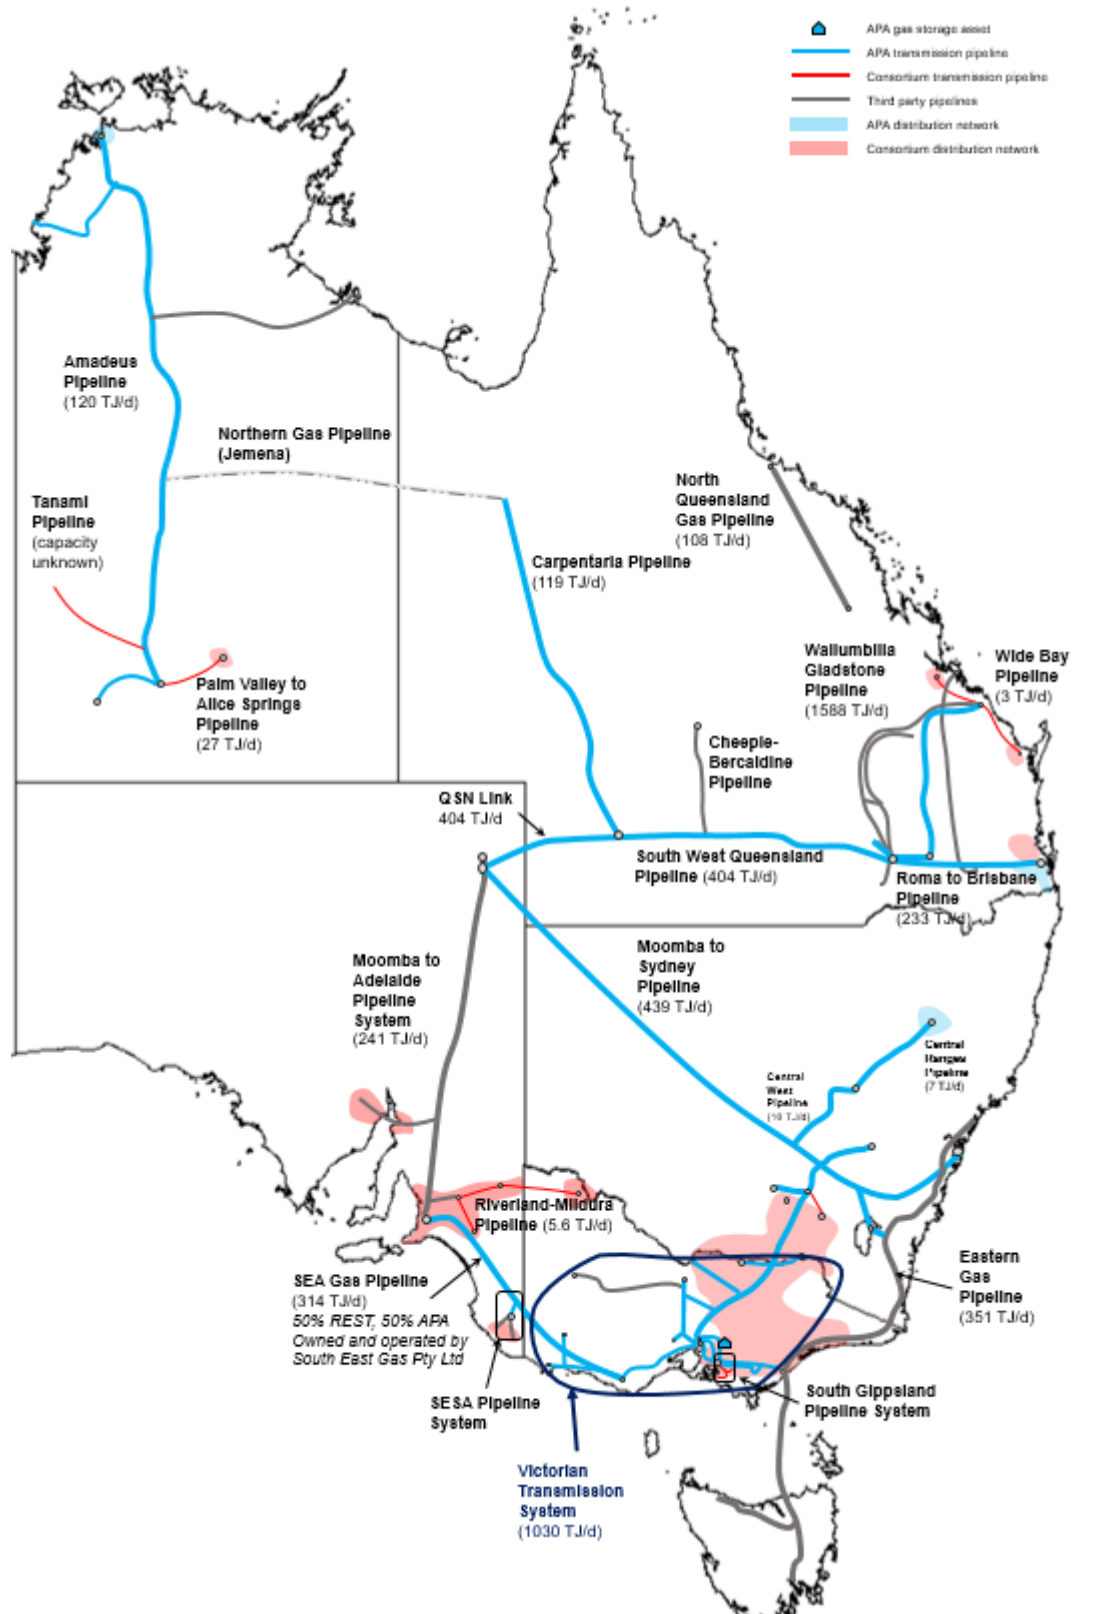 APA gas storage asset
APA transmission pipeline
Consortium transmission pipeline
Third party pipelines
APA distribution network
Consortium distribution network
Amadeus
Pipeline
(120 TJ/d)
Northern Gas Pipeline
(Jemena)
Tanami
Pipeline
(capacity
unknown)
North
Queensland
Gas Pipeline
(108 TJ/d)
Carpentaria Pipeline
(119 TJ/d)
Palm Valley to
Alice Springs
Pipeline
(27 TJ/d)
Wallumbilla
Gladstone
Pipeline
(1588 TJ/d)
Wide Bay
Pipeline
(3 TJ/d)
Cheepie-
Barcaldine
Pipeline
QSN Link
404 TJ/d
South West Queensland
Pipeline (404 TJ/d)
Roma to Brisbane
Pipeline
(233 TJ/d)
Moomba to
Adelaide
Pipeline
System
(241 TJ/d)
Moomba to
Sydney
Pipeline
(439 TJ/d)
Central
Ranges
Pipeline
(7 TJ/d)
Central
West
Pipeline
(10 TJ/d)
Riverland-Mildura
Pipeline (5.6 TJ/d)
SEA Gas Pipeline
(314 TJ/d)
50% REST, 50% APA
Owned and operated by
South East Gas Pty Ltd
Eastern
Gas
Pipeline
(351 TJ/d)
SESA Pipeline
System
South Gippsland
Pipeline System
Victorian
Transmission
System
(1030 TJ/d)